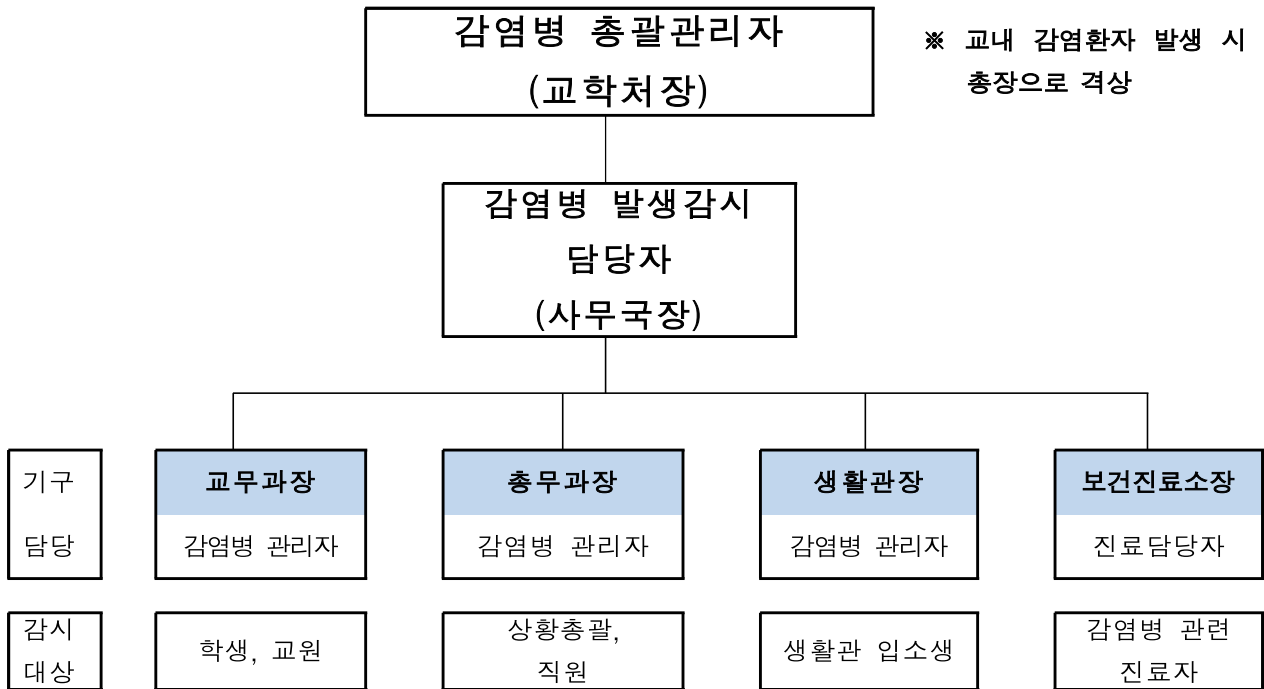 감염병 총괄관리자
(교학처장)
※ 교내 감염환자 발생 시
총장으로 격상
감염병 발생감시
담당자
(사무국장)
기구
담당
교무과장
감염병 관리자
총무과장
감염병 관리자
생활관장
감염병 관리자
보건진료소장
진료담당자
감시
대상
학생, 교원
상황총괄,
직원
생활관 입소생
감염병 관련
진료자